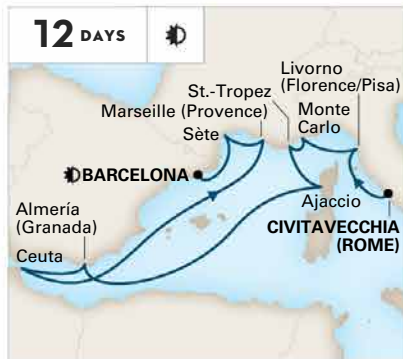 12 DAYS
Livorno
(Florence/Pisa)
St.-Tropez
Monte
Carlo
Marseille (Provence)
Sète
BARCELONA
Ajaccio
CIVITAVECCHIA
(ROME)
Almería
(Granada)
Ceuta